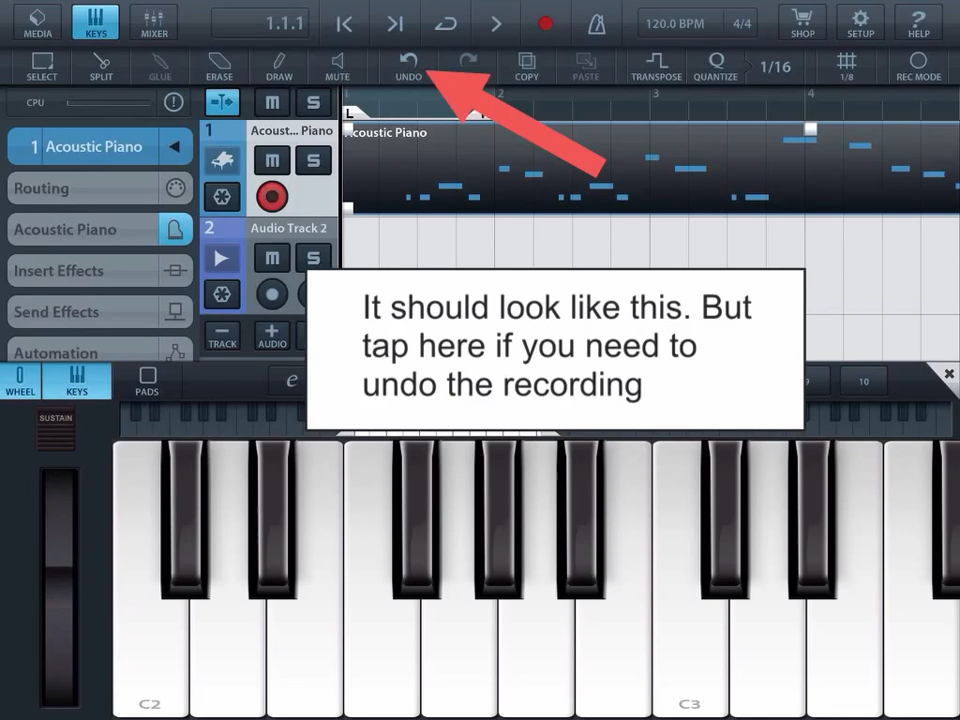 MEDIA
KEYS
MIXER
1.1.1
120.0 BPM 4/4
SHOP
SETUP
?
HELP
SELECT
SPLIT
GLUE
ERASE
DRAW
MUTE
UNDO
COPY
PASTE
TRANSPOSE
Q
QUANTIZE
1/16
1/8
REC MODE
CPU
!
M
S
1
2
3
4
L
1 Acoustic Piano
1
Acoust... Piano
M
S
Acoustic Piano
Routing
2
Audio Track 2
M
S
Acoustic Piano
Insert Effects
Send Effects
Automation
TRACK
AUDIO
It should look like this. But
tap here if you need to
undo the recording
WHEEL
KEYS
PADS
e
9
10
SUSTAIN
C2
C3